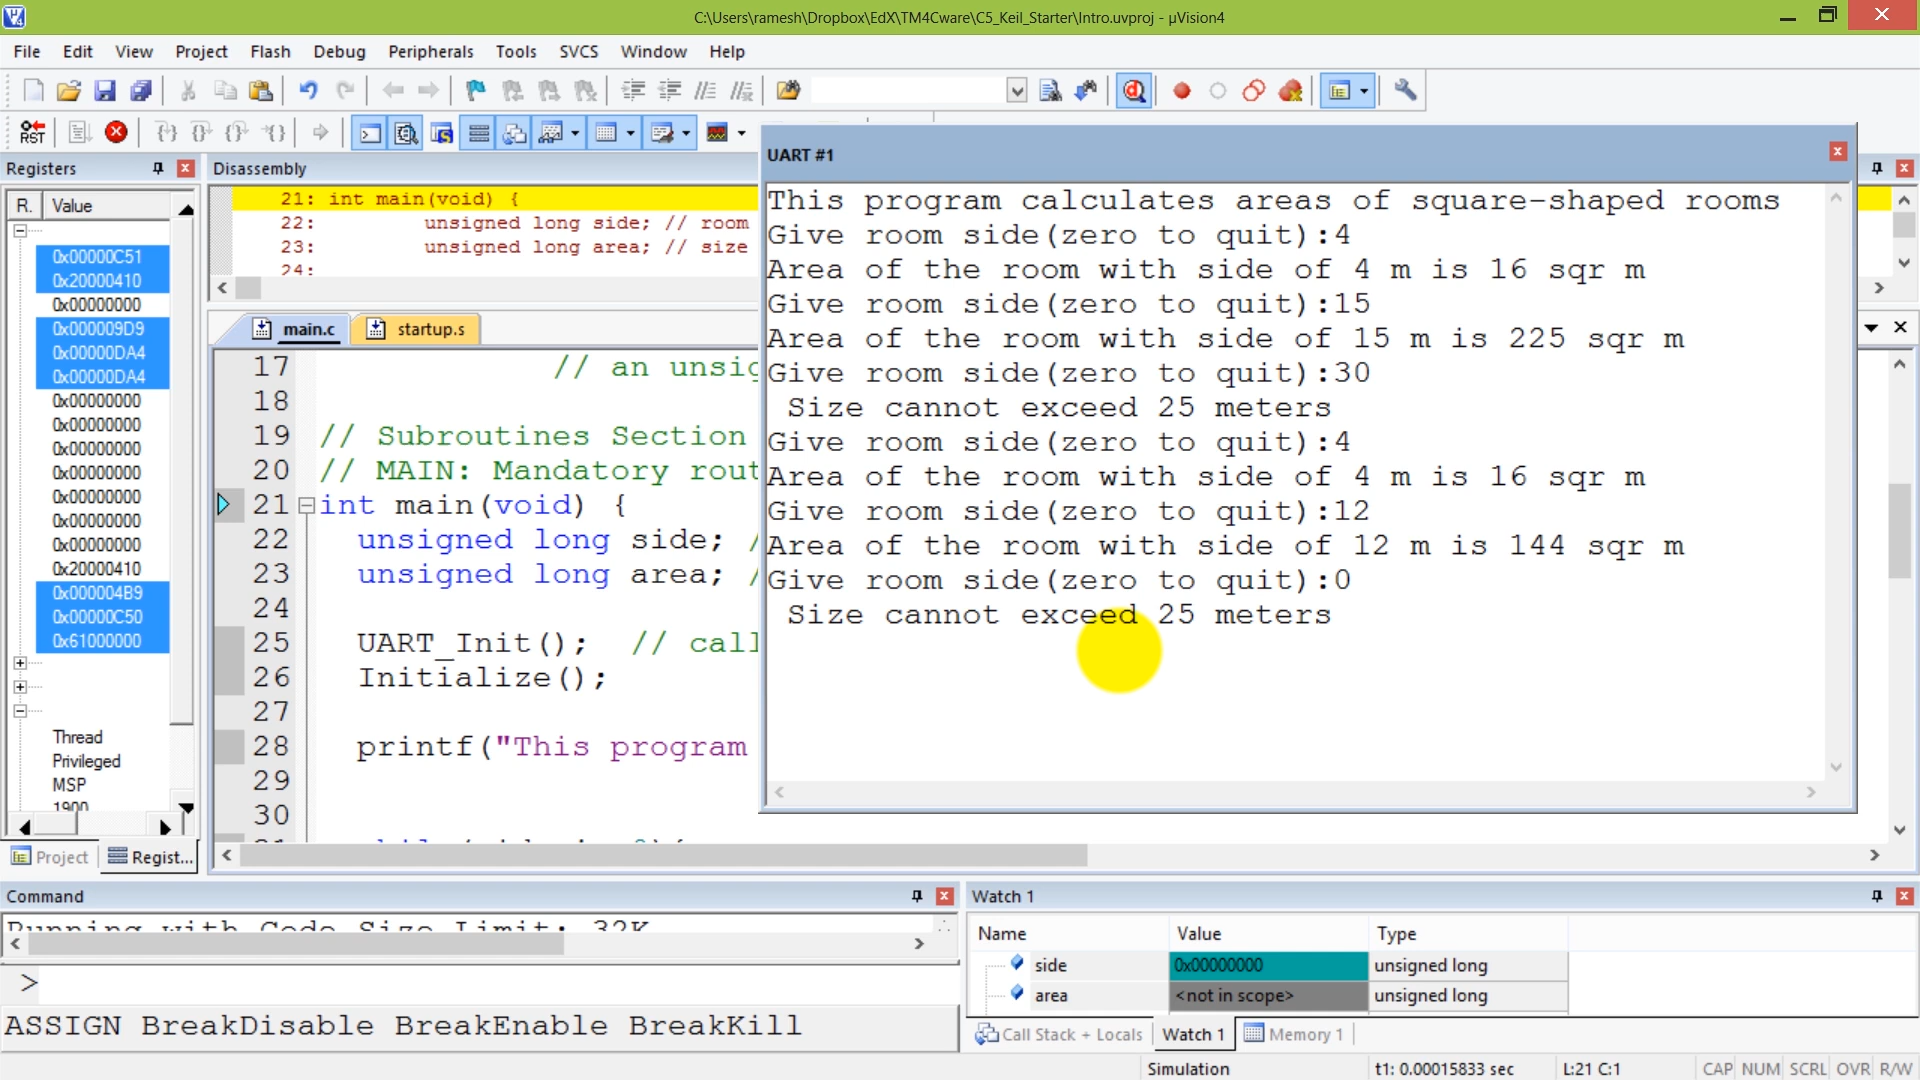 C:\Users\ramesh\Dropbox\EdX\TM4Cware\C5_Keil_Starter\Intro.uvproj - µVision4
File Edit View Project Flash Debug Peripherals Tools SVCS Window Help
RST
Registers
R. Value
0x00000C51
0x20000410
0x00000000
0x000009D9
0x00000DA4
0x00000DA4
0x00000000
0x00000000
0x00000000
0x00000000
0x00000000
0x00000000
0x00000000
0x20000410
0x000004B9
0x00000C50
0x61000000
Thread
Privileged
MSP
1900
Project Regist...
Disassembly
21: int main(void) {
22: unsigned long side; // room
23: unsigned long area; // size
24:
main.c startup.s
17 // an unsig
18
19 // Subroutines Section
20 // MAIN: Mandatory rout
21 int main(void) {
22 unsigned long side; /
23 unsigned long area; /
24
25 UART_Init(); // call
26 Initialize();
27
28 printf("This program
29
30
UART #1
This program calculates areas of square-shaped rooms
Give room side(zero to quit):4
Area of the room with side of 4 m is 16 sqr m
Give room side(zero to quit):15
Area of the room with side of 15 m is 225 sqr m
Give room side(zero to quit):30
Size cannot exceed 25 meters
Give room side(zero to quit):4
Area of the room with side of 4 m is 16 sqr m
Give room side(zero to quit):12
Area of the room with side of 12 m is 144 sqr m
Give room side(zero to quit):0
Size cannot exceed 25 meters
Command
Running with Code Size Limit: 32K
>
ASSIGN BreakDisable BreakEnable BreakKill
Watch 1
Name Value Type
side 0x00000000 unsigned long
area <not in scope> unsigned long
Call Stack + Locals Watch 1 Memory 1
Simulation t1: 0.00015833 sec L:21 C:1 CAP NUM SCRL OVR R/W